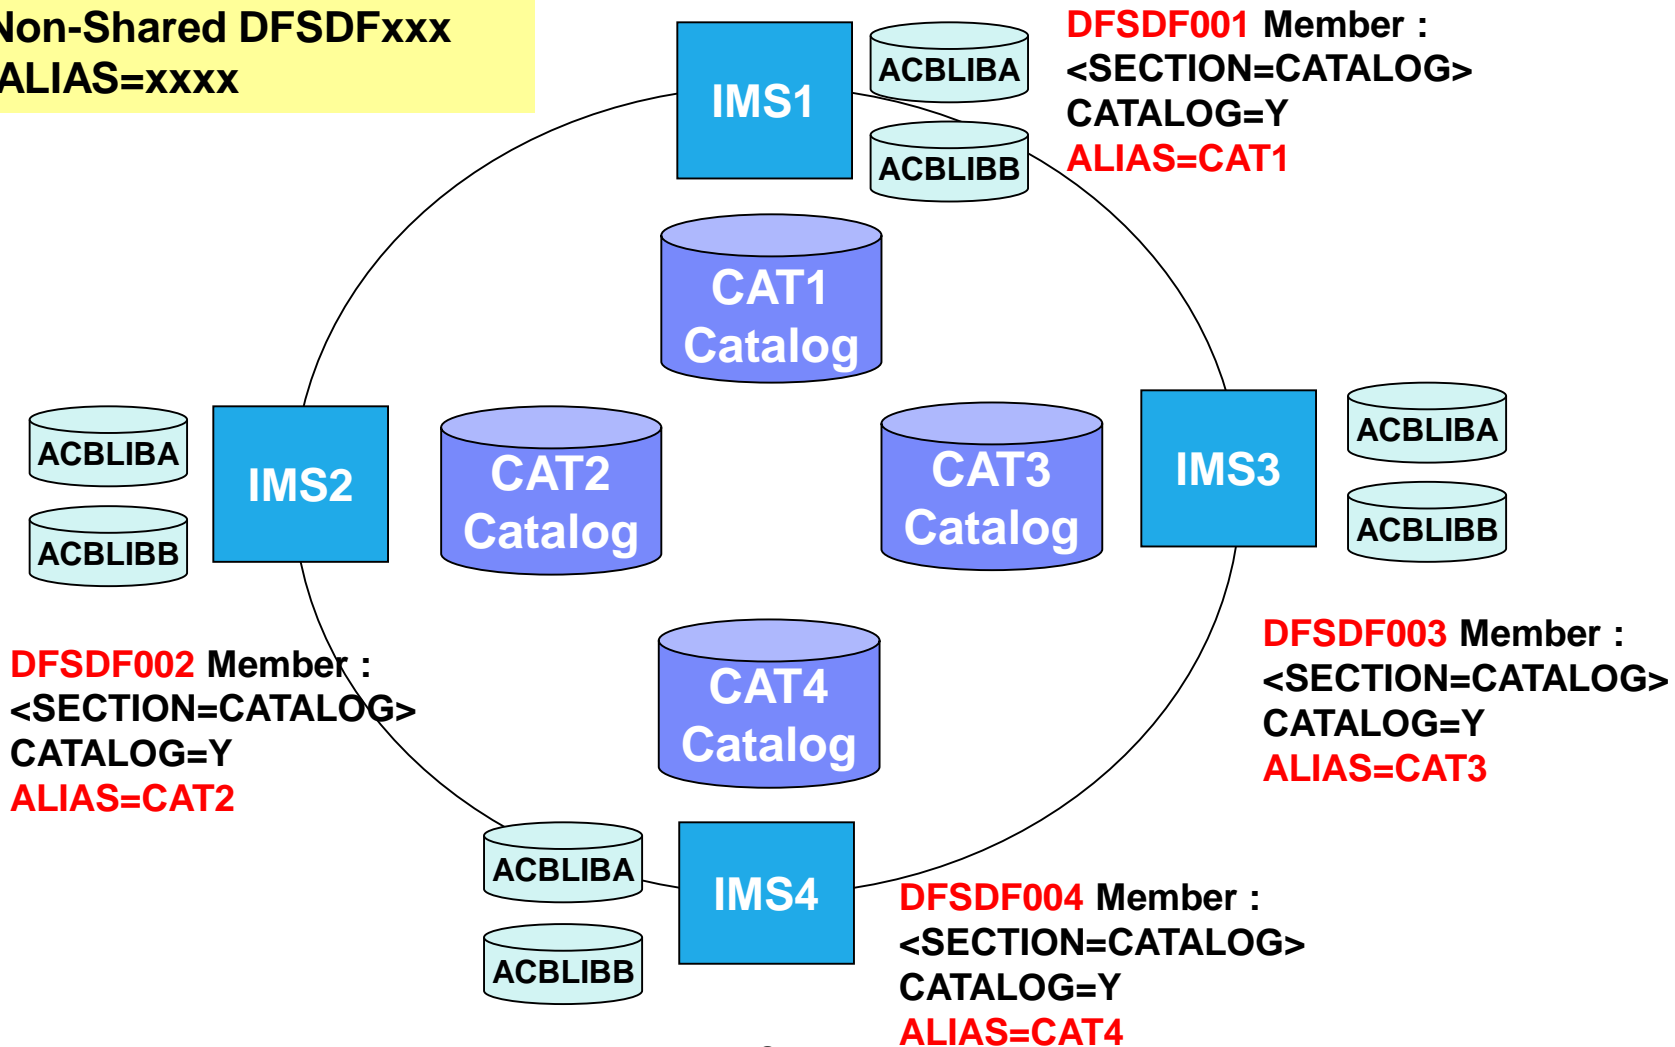 Non-Shared DFSDFxxx
ALIAS=xxxx
IMS1
ACBLIBA
ACBLIBB
DFSDF001 Member :
<SECTION=CATALOG>
CATALOG=Y
ALIAS=CAT1
CAT1
Catalog
ACBLIBA
ACBLIBB
IMS2
CAT2
Catalog
CAT3
Catalog
IMS3
ACBLIBA
ACBLIBB
DFSDF002 Member :
<SECTION=CATALOG>
CATALOG=Y
ALIAS=CAT2
CAT4
Catalog
DFSDF003 Member :
<SECTION=CATALOG>
CATALOG=Y
ALIAS=CAT3
ACBLIBA
ACBLIBB
IMS4
DFSDF004 Member :
<SECTION=CATALOG>
CATALOG=Y
ALIAS=CAT4